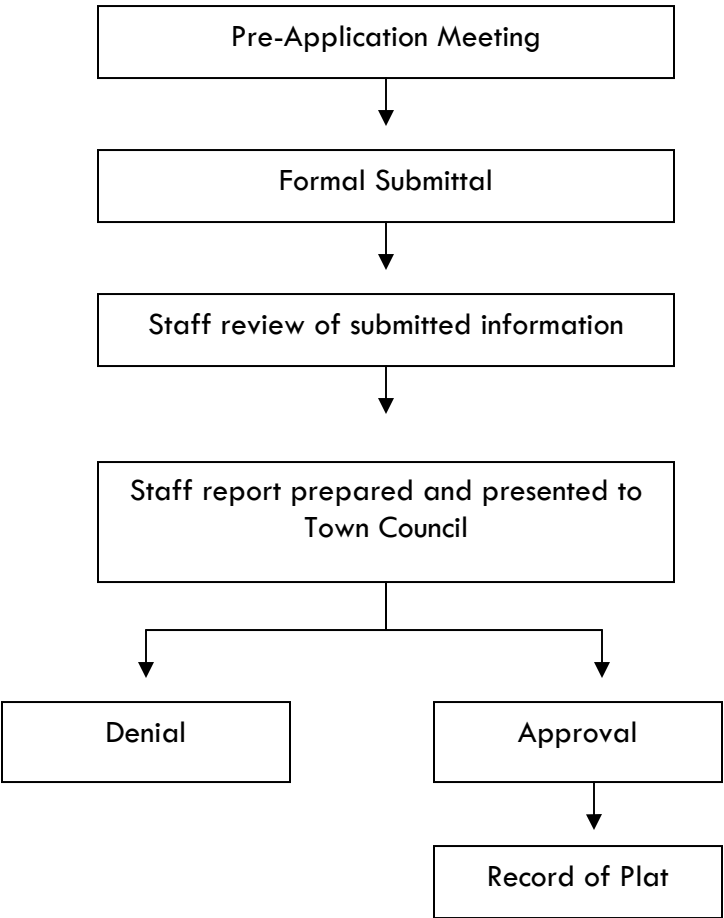 Pre-Application Meeting
Formal Submittal
Staff review of submitted information
Staff report prepared and presented to
Town Council
Denial
Approval
Record of Plat